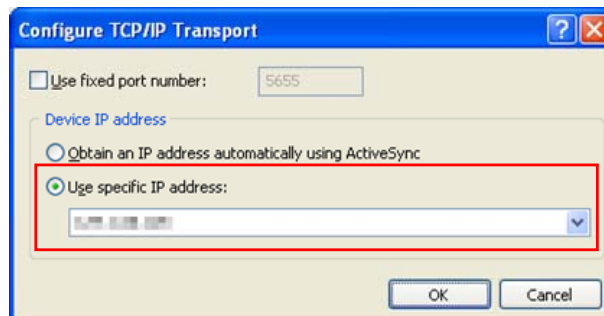 Configure TCP/IP Transport
Use fixed port number: 5655
Device IP address
Obtain an IP address automatically using ActiveSync
Use specific IP address:
OK Cancel